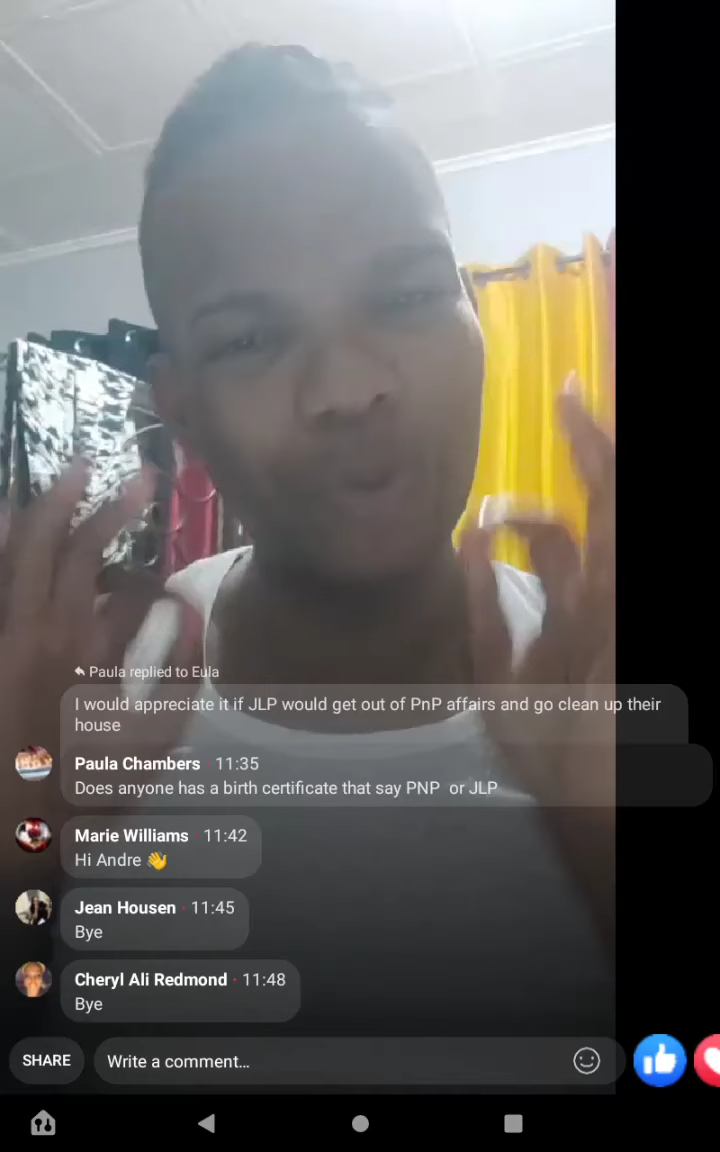 Paula replied to Eula
I would appreciate it if JLP would get out of PnP affairs and go clean up their
house
Paula Chambers · 11:35
Does anyone has a birth certificate that say PNP or JLP
Marie Williams · 11:42
Hi Andre 👋
Jean Housen · 11:45
Bye
Cheryl Ali Redmond · 11:48
Bye
SHARE
Write a comment...